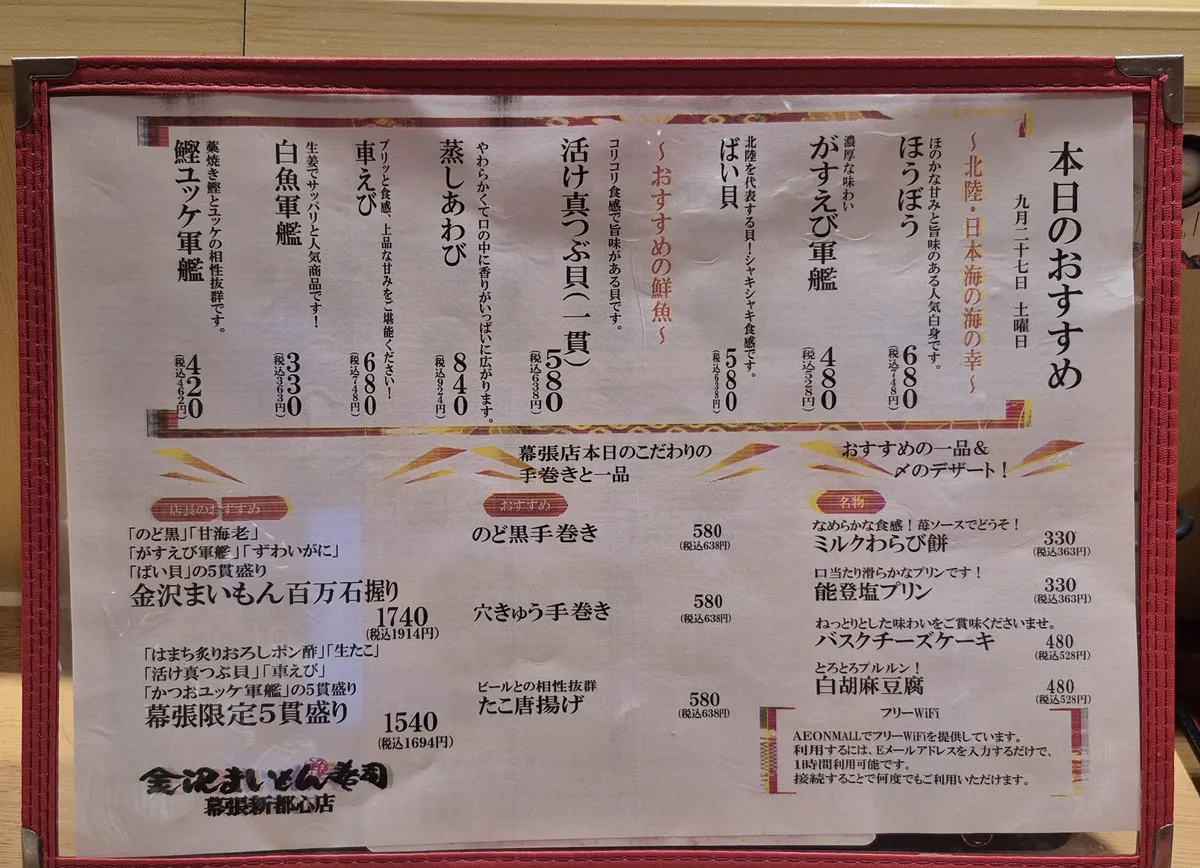 本日のおすすめ
九月二十七日　土曜日
～北陸・日本海の海の幸～
ほのかな甘みと旨味のある人気白身です。
ほうぼう
680
(税込748円)
濃厚な味わい
がすえび軍艦
480
(税込528円)
北陸を代表する貝！シャキシャキ食感です。
ばい貝
580
(税込638円)
～おすすめの鮮魚～
コリコリ食感で旨味がある貝です。
活け真つぶ貝(一貫)
580
(税込638円)
やわらかくて口の中に香りがいっぱいに広がります。
蒸しあわび
840
(税込924円)
プリッと食感、上品な甘みをご堪能ください！
車えび
680
(税込748円)
生姜でサッパリと人気商品です！
白魚軍艦
330
(税込363円)
藁焼き鰹とユッケの相性抜群です。
鰹ユッケ軍艦
420
(税込462円)
店長のおすすめ
「のど黒」「甘海老」
「がすえび軍艦」「ずわいがに」
「ばい貝」の5貫盛り
金沢まいもん百万石握り
1740
(税込1914円)
「はまち炙りおろしポン酢」「生たこ」
「活け真つぶ貝」「車えび」
「かつおユッケ軍艦」の5貫盛り
幕張限定5貫盛り
1540
(税込1694円)
金沢まいもん寿司
幕張新都心店
幕張店本日のこだわりの
手巻きと一品
おすすめ
のど黒手巻き
580
(税込638円)
穴きゅう手巻き
580
(税込638円)
ビールとの相性抜群
たこ唐揚げ
580
(税込638円)
おすすめの一品＆
〆のデザート！
名物
なめらかな食感！苺ソースでどうそ！
ミルクわらび餅
330
(税込363円)
口当たり滑らかなプリンです！
能登塩プリン
330
(税込363円)
ねっとりとした味わいをご賞味くださいませ。
バスクチーズケーキ
480
(税込528円)
とろとろプルルン！
白胡麻豆腐
480
(税込528円)
フリーWiFi
AEONMALLでフリーWiFiを提供しています。
利用するには、Eメールアドレスを入力するだけで、
1時間利用可能です。
接続することで何度でもご利用いただけます。